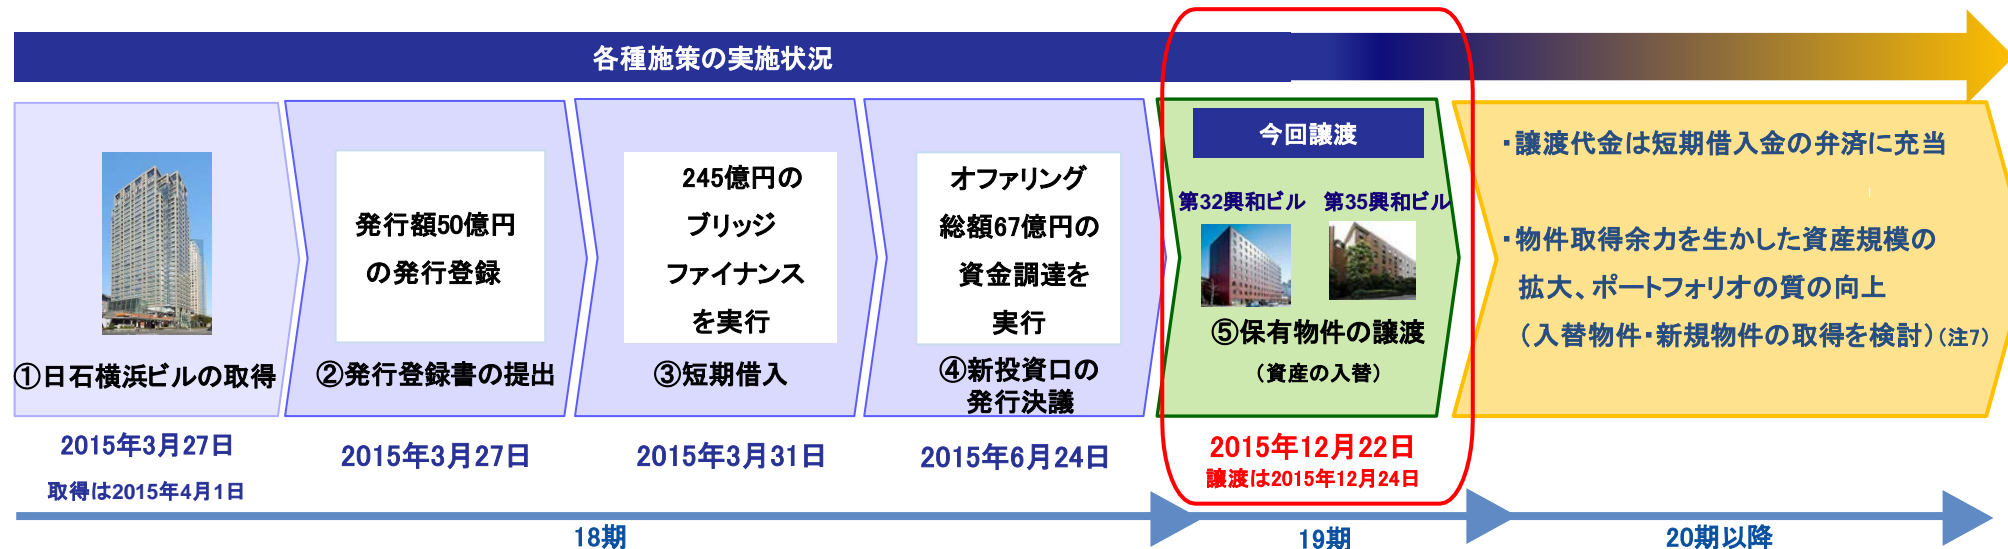 各種施策の実施状況
①日石横浜ビルの取得
2015年3月27日
取得は2015年4月1日
発行額50億円
の発行登録
②発行登録書の提出
2015年3月27日
245億円の
ブリッジ
ファイナンス
を実行
③短期借入
2015年3月31日
オファリング
総額67億円の
資金調達を
実行
④新投資口の
発行決議
2015年6月24日
今回譲渡
第32興和ビル 第35興和ビル
⑤保有物件の譲渡
（資産の入替）
2015年12月22日
譲渡は2015年12月24日
・譲渡代金は短期借入金の弁済に充当
・物件取得余力を生かした資産規模の
拡大、ポートフォリオの質の向上
（入替物件・新規物件の取得を検討）（注7）
18期
19期
20期以降